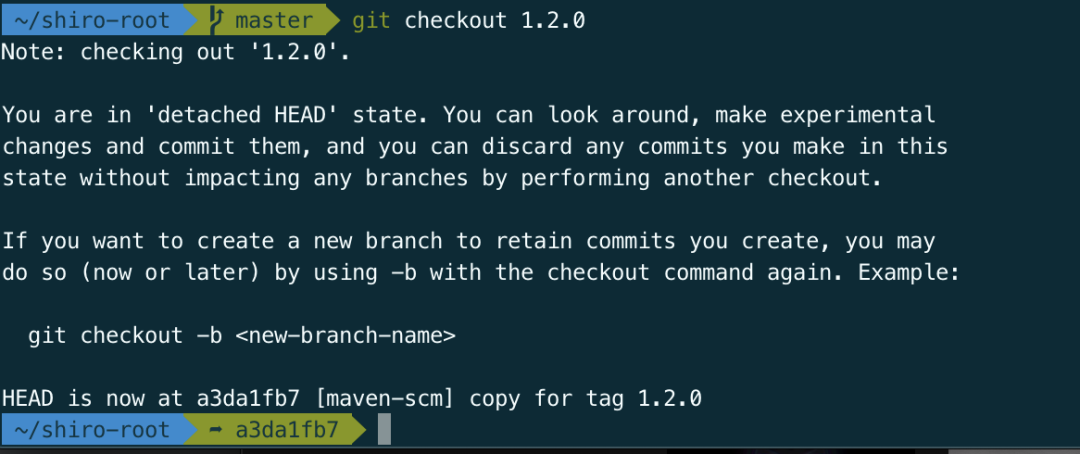 ~/shiro-root master git checkout 1.2.0
Note: checking out '1.2.0'.
You are in 'detached HEAD' state. You can look around, make experimental
changes and commit them, and you can discard any commits you make in this
state without impacting any branches by performing another checkout.
If you want to create a new branch to retain commits you create, you may
do so (now or later) by using -b with the checkout command again. Example:
git checkout -b <new-branch-name>
HEAD is now at a3da1fb7 [maven-scm] copy for tag 1.2.0
~/shiro-root ➦ a3da1fb7